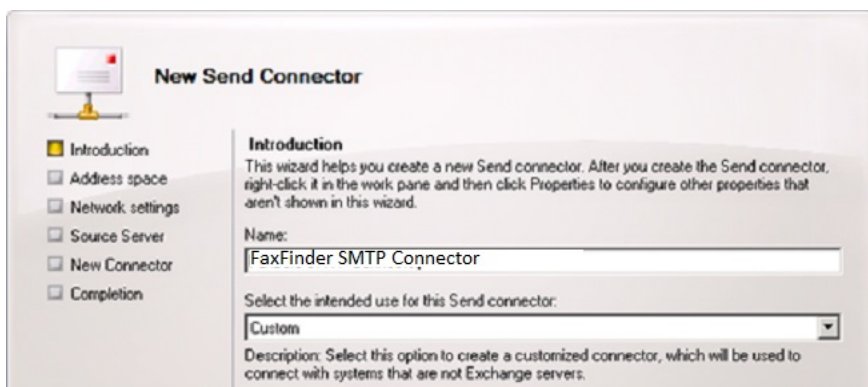 New Send Connector
Introduction
Address space
Network settings
Source Server
New Connector
Completion
Introduction
This wizard helps you create a new Send connector. After you create the Send connector,
right-click it in the work pane and then click Properties to configure other properties that
aren't shown in this wizard.
Name:
FaxFinder SMTP Connector
Select the intended use for this Send connector:
Custom
Description: Select this option to create a customized connector, which will be used to
connect with systems that are not Exchange servers.